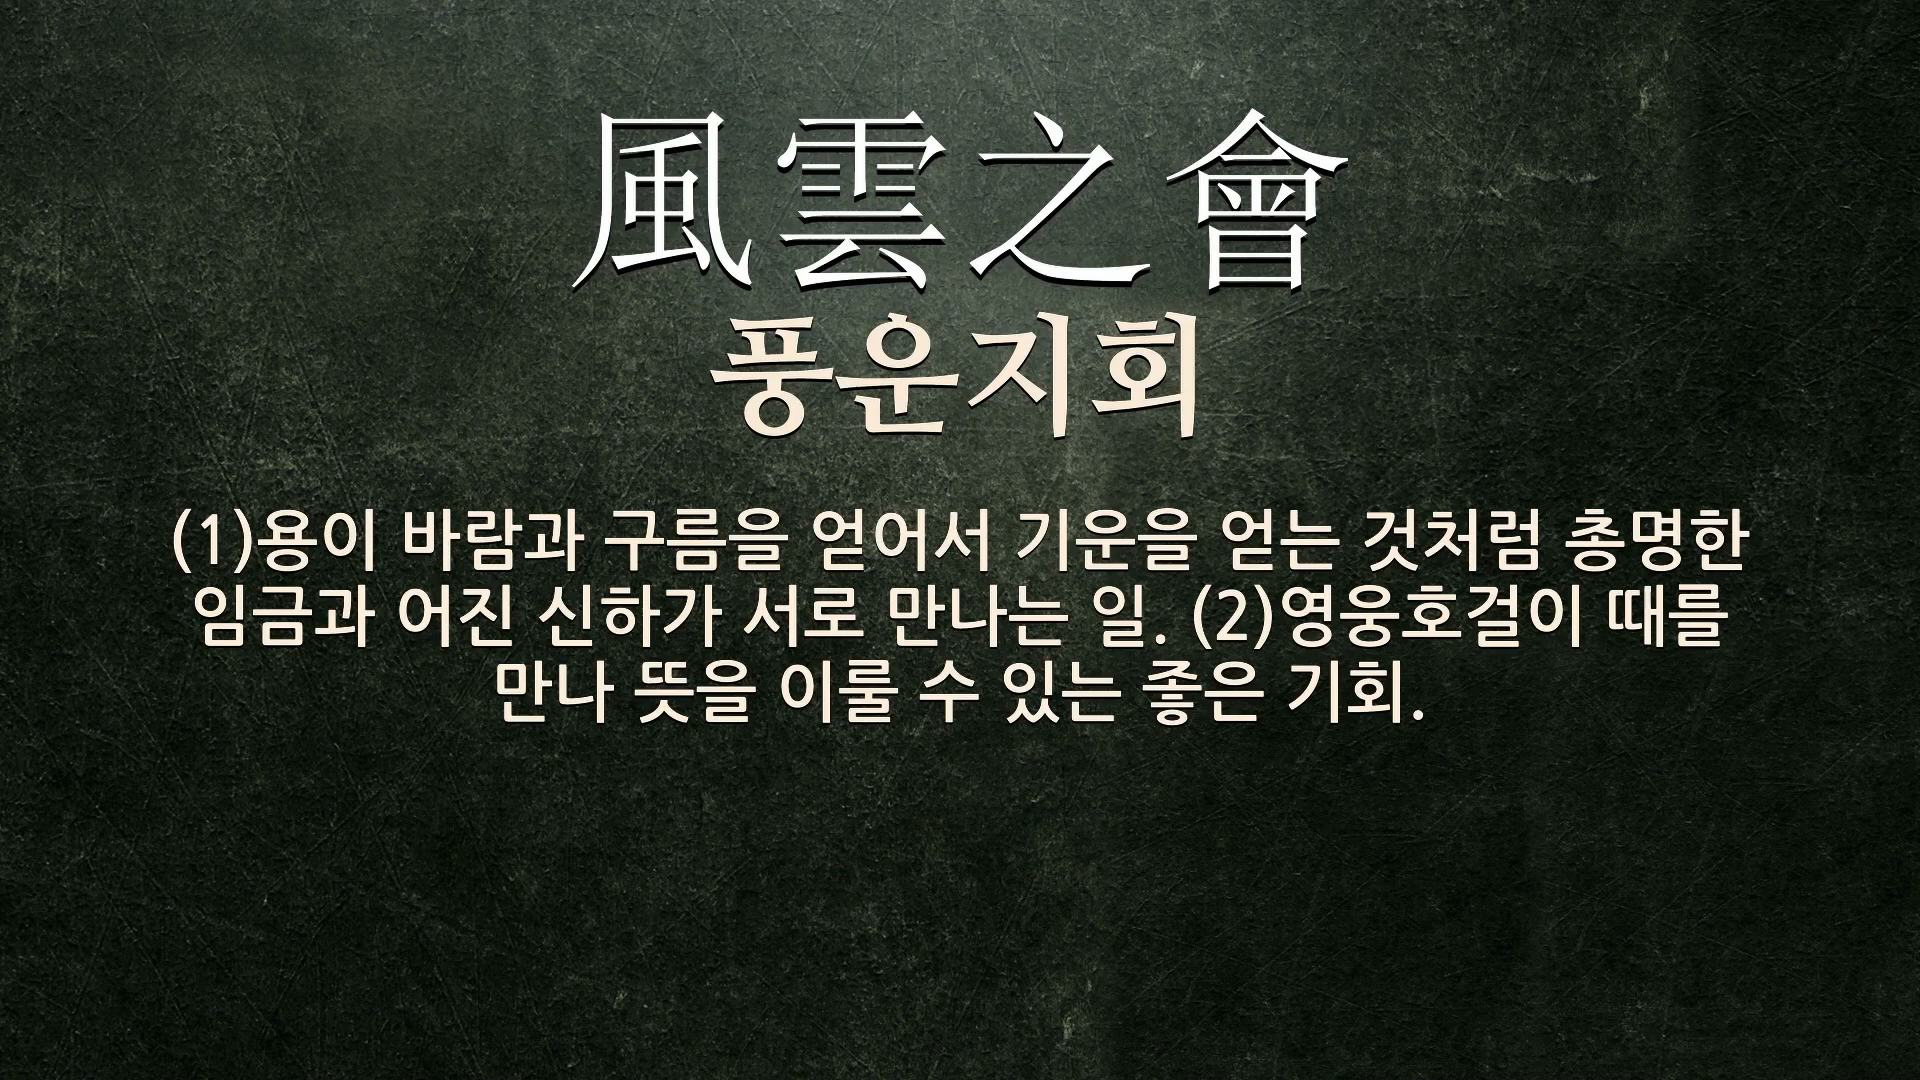 風雲之會
풍운지회
(1)용이 바람과 구름을 얻어서 기운을 얻는 것처럼 총명한
임금과 어진 신하가 서로 만나는 일. (2)영웅호걸이 때를
만나 뜻을 이룰 수 있는 좋은 기회.